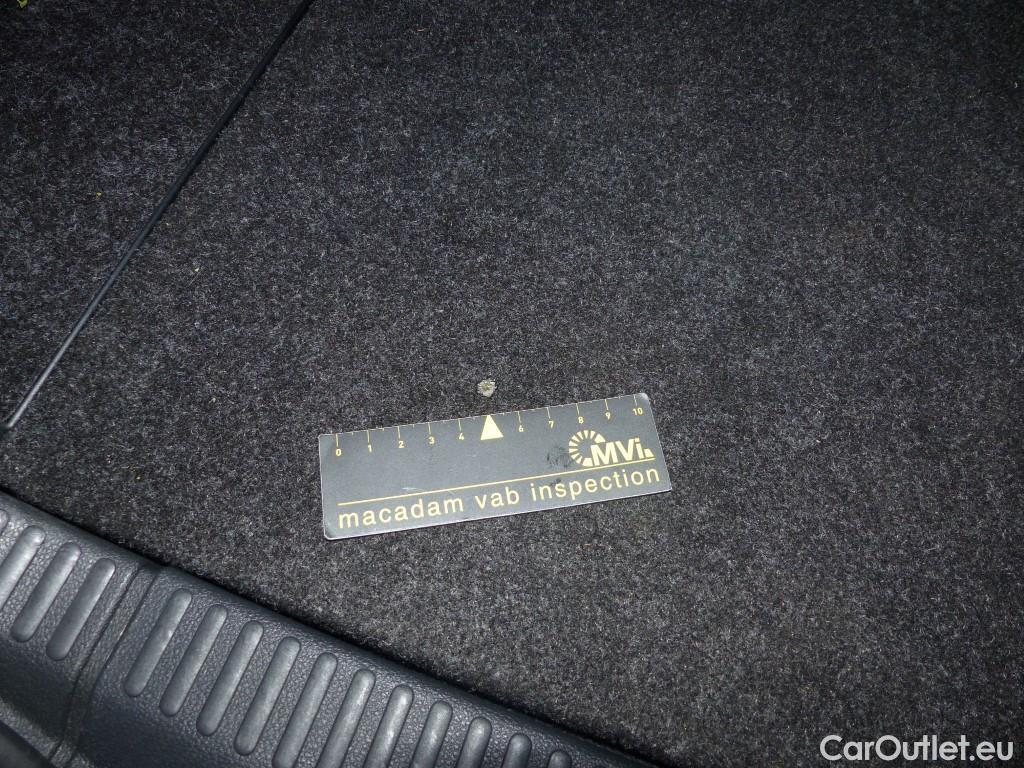 0 1 2 3 4 6 7 8 9 10
MVi
macadam vab inspection
CarOutlet.eu